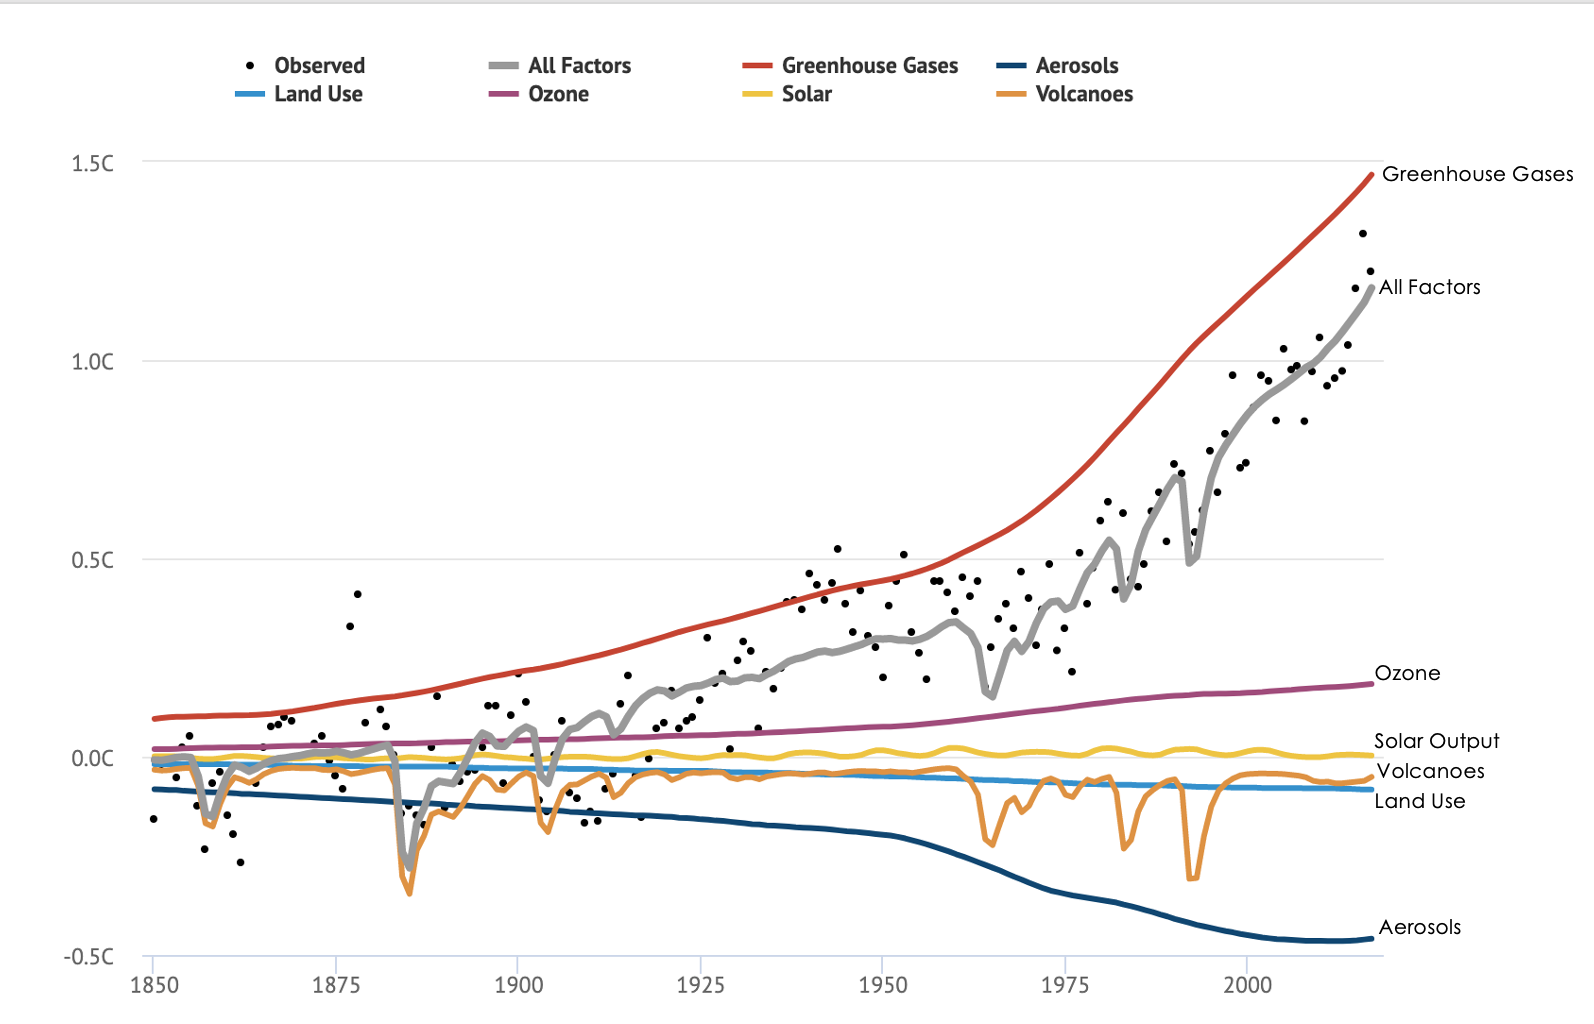 Observed All Factors Greenhouse Gases Aerosols
Land Use Ozone Solar Volcanoes
1.5C
Greenhouse Gases
All Factors
1.0C
0.5C
Ozone
Solar Output
0.0C
Volcanoes
Land Use
Aerosols
-0.5C
1850 1875 1900 1925 1950 1975 2000